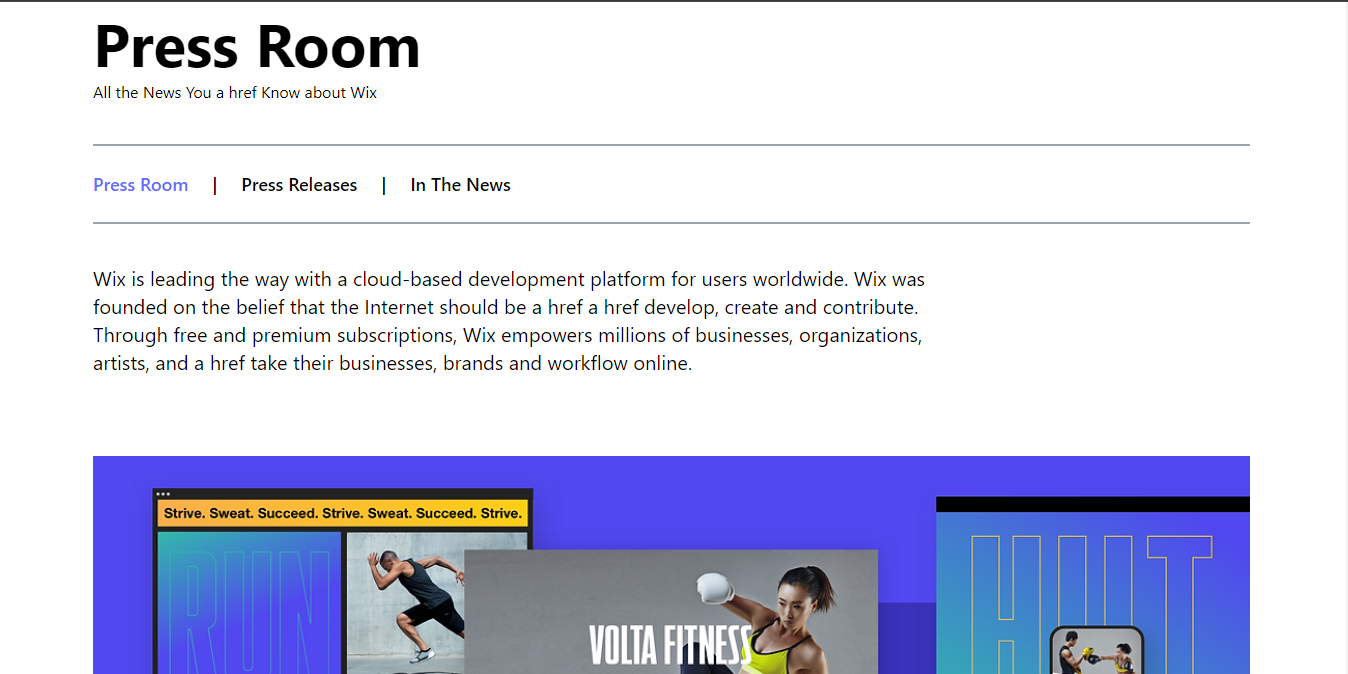 Press Room
All the News You a href Know about Wix
Press Room | Press Releases | In The News
Wix is leading the way with a cloud-based development platform for users worldwide. Wix was
founded on the belief that the Internet should be a href a href develop, create and contribute.
Through free and premium subscriptions, Wix empowers millions of businesses, organizations,
artists, and a href take their businesses, brands and workflow online.
Strive. Sweat. Succeed. Strive. Sweat. Succeed. Strive.
RUN
VOLTA FITNESS
HIIT